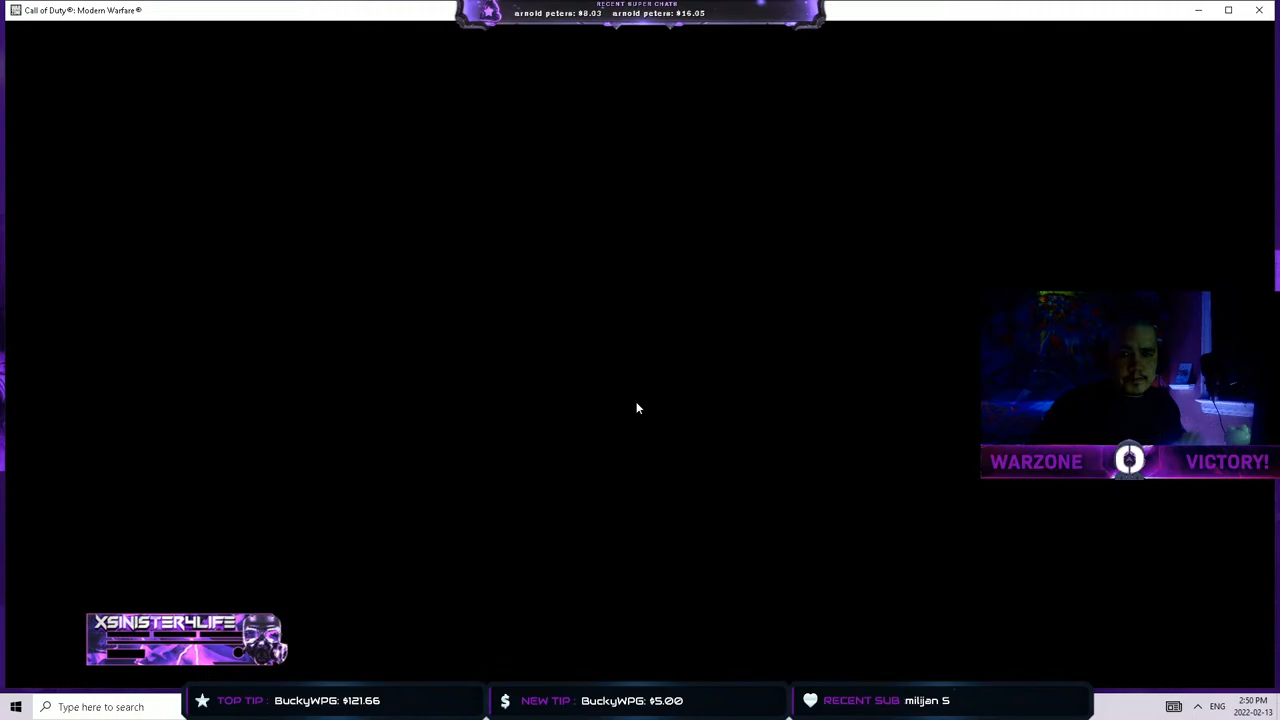 Call of Duty®: Modern Warfare®
RECENT SUPER CHATS
arnold peters: $8.03 arnold peters: $16.05
WARZONE 0 VICTORY!
XSINISTER4LIFE
TOP TIP : BuckyWPG: $121.66
NEW TIP : BuckyWPG: $5.00
RECENT SUB milijan S
Type here to search
ENG
2:50 PM
2022-02-13